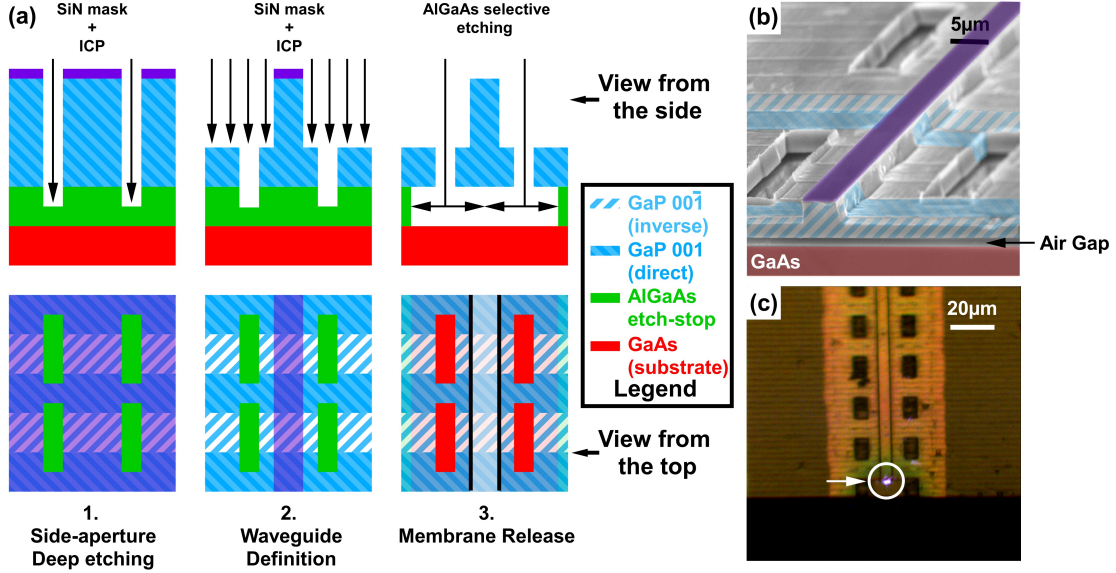 (a)
SiN mask
+
ICP
SiN mask
+
ICP
AlGaAs selective
etching
View from
the side
GaP 001̄
(inverse)
GaP 001
(direct)
AlGaAs
etch-stop
GaAs
(substrate)
Legend
View from
the top
1.
Side-aperture
Deep etching
2.
Waveguide
Definition
3.
Membrane Release
(b)
5µm
Air Gap
GaAs
(c)
20µm